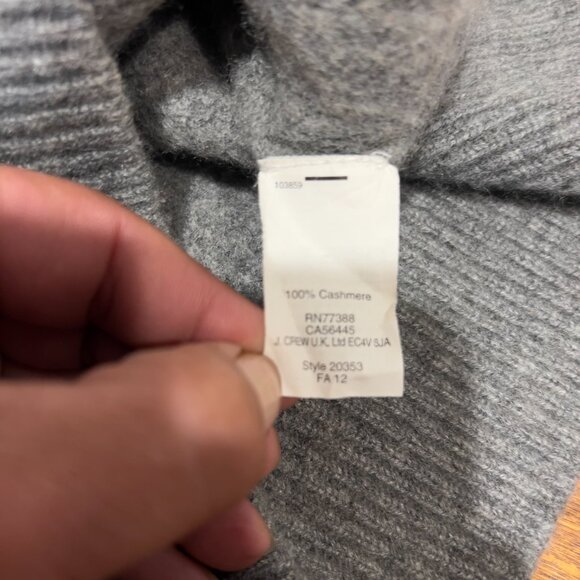 103859
100% Cashmere
RN77388
CA56445
J. CREW U.K. Ltd EC4V 5JA
Style 20353
FA 12